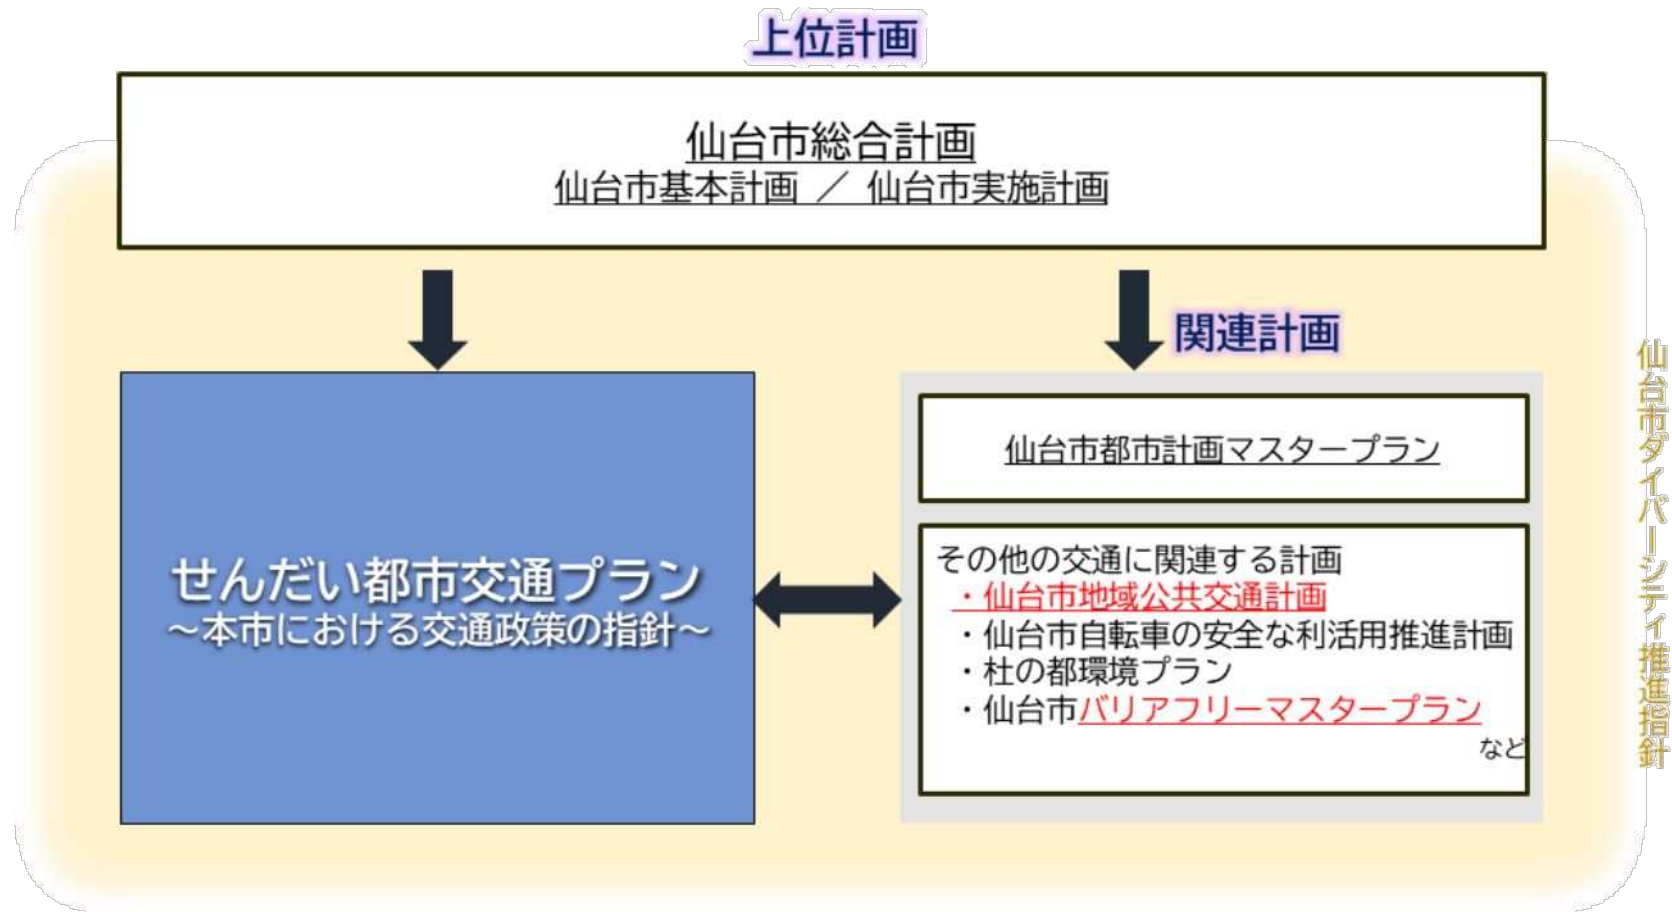 上位計画
仙台市総合計画
仙台市基本計画 ／ 仙台市実施計画
関連計画
せんだい都市交通プラン
～本市における交通政策の指針～
仙台市都市計画マスタープラン
その他の交通に関連する計画
・仙台市地域公共交通計画
・仙台市自転車の安全な利活用推進計画
・杜の都環境プラン
・仙台市バリアフリーマスタープラン
など
仙台市ダイバーシティ推進指針